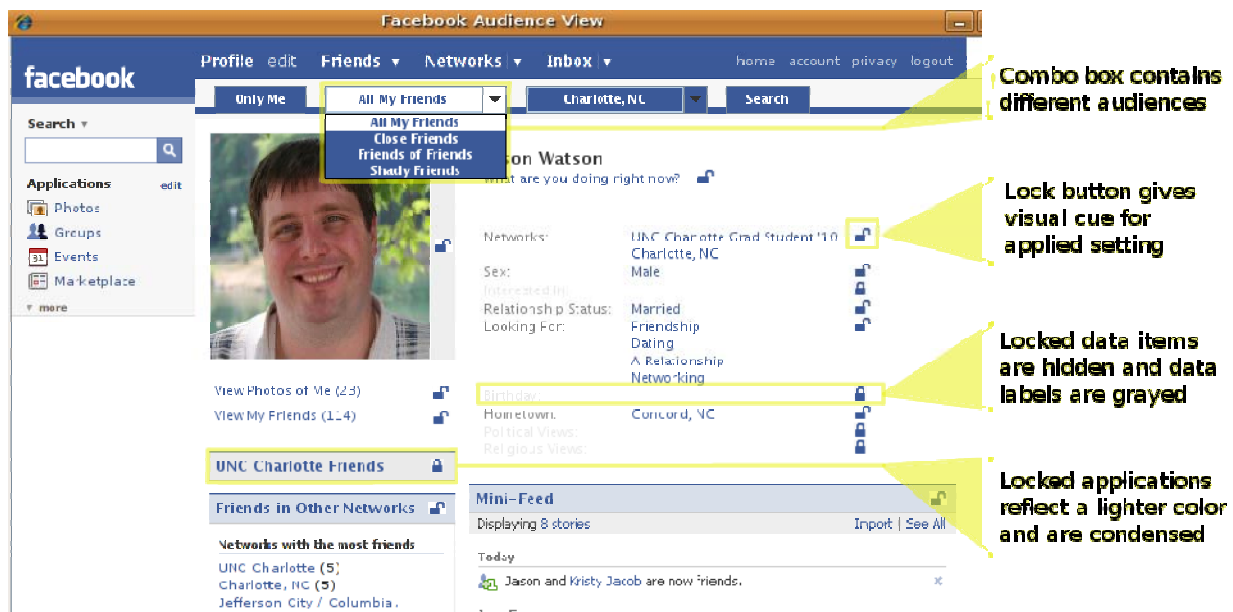 Facebook Audience View
facebook
Profile edit Friends Networks Inbox home account privacy logout
Only Me All My Friends Charlotte, NC Search
All My Friends
Close Friends
Friends of Friends
Shady Friends
Search
Applications edit
Photos
Groups
31 Events
Marketplace
more
son Watson
What are you doing right now?
Networks: UNC Charlotte Grad Student '10
Charlotte, NC
Sex: Male
Interested In:
Relationship Status: Married
Looking For: Friendship
Dating
A Relationship
Networking
Birthday:
Hometown: Concord, NC
Political Views:
Religious Views:
View Photos of Me (23)
View My Friends (114)
UNC Charlotte Friends
Friends in Other Networks
Networks with the most friends
UNC Charlotte (5)
Charlotte, NC (5)
Jefferson City / Columbia,
Mini-Feed
Displaying 8 stories Import | See All
Today
Jason and Kristy Jacob are now friends.
Combo box contains
different audiences
Lock button gives
visual cue for
applied setting
Locked data items
are hidden and data
labels are grayed
Locked applications
reflect a lighter color
and are condensed